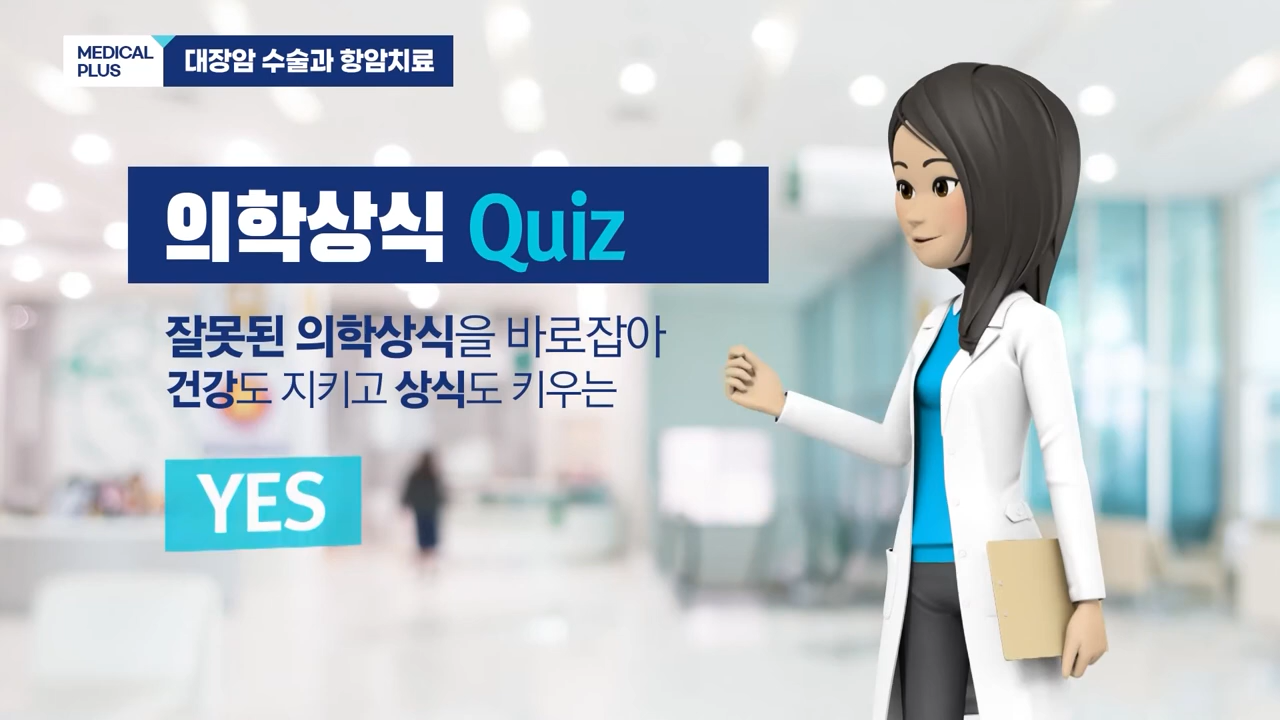 MEDICAL
PLUS
대장암 수술과 항암치료
의학상식 Quiz
잘못된 의학상식을 바로잡아
건강도 지키고 상식도 키우는
YES